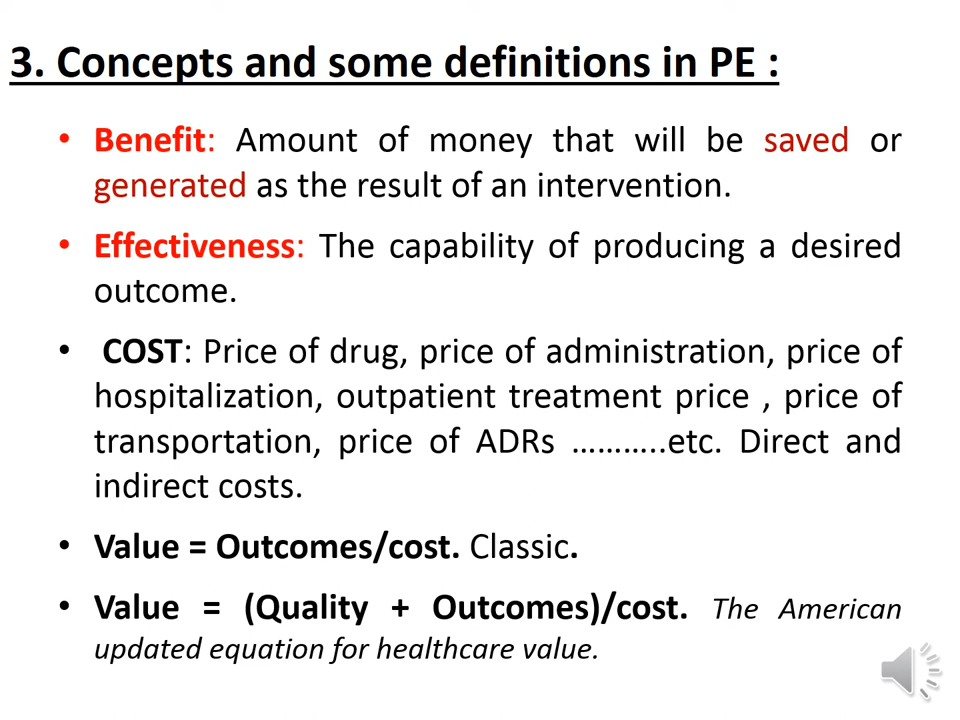 3. Concepts and some definitions in PE :
• Benefit: Amount of money that will be saved or
generated as the result of an intervention.
• Effectiveness: The capability of producing a desired
outcome.
• COST: Price of drug, price of administration, price of
hospitalization, outpatient treatment price , price of
transportation, price of ADRs ………..etc. Direct and
indirect costs.
• Value = Outcomes/cost. Classic.
• Value = (Quality + Outcomes)/cost. The American
updated equation for healthcare value.